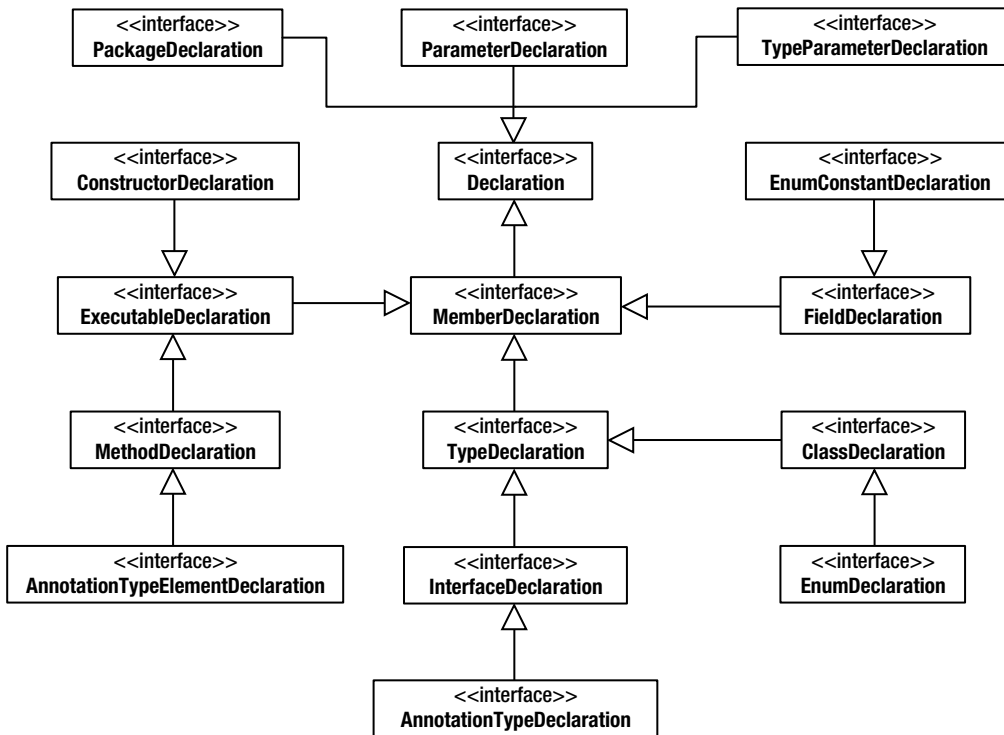 <<interface>>
PackageDeclaration
<<interface>>
ParameterDeclaration
<<interface>>
TypeParameterDeclaration
<<interface>>
ConstructorDeclaration
<<interface>>
Declaration
<<interface>>
EnumConstantDeclaration
<<interface>>
ExecutableDeclaration
<<interface>>
MemberDeclaration
<<interface>>
FieldDeclaration
<<interface>>
MethodDeclaration
<<interface>>
TypeDeclaration
<<interface>>
ClassDeclaration
<<interface>>
AnnotationTypeElementDeclaration
<<interface>>
InterfaceDeclaration
<<interface>>
EnumDeclaration
<<interface>>
AnnotationTypeDeclaration